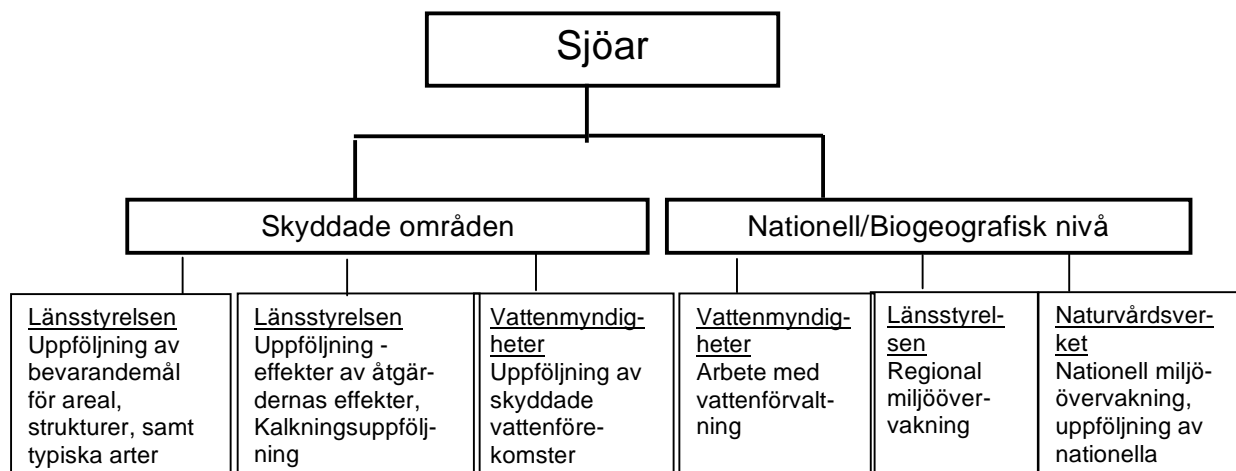 Sjöar
Skyddade områden
Nationell/Biogeografisk nivå
Länsstyrelsen
Uppföljning av
bevarandemål
för areal,
strukturer, samt
typiska arter
Länsstyrelsen
Uppföljning -
effekter av åtgär-
dernas effekter,
Kalkningsuppfölj-
ning
Vattenmyndig-
heter
Uppföljning av
skyddade
vattenföre-
komster
Vattenmyndig-
heter
Arbete med
vattenförvalt-
ning
Länsstyrel-
sen
Regional
miljööver-
vakning
Naturvårdsver-
ket
Nationell miljö-
övervakning,
uppföljning av
nationella